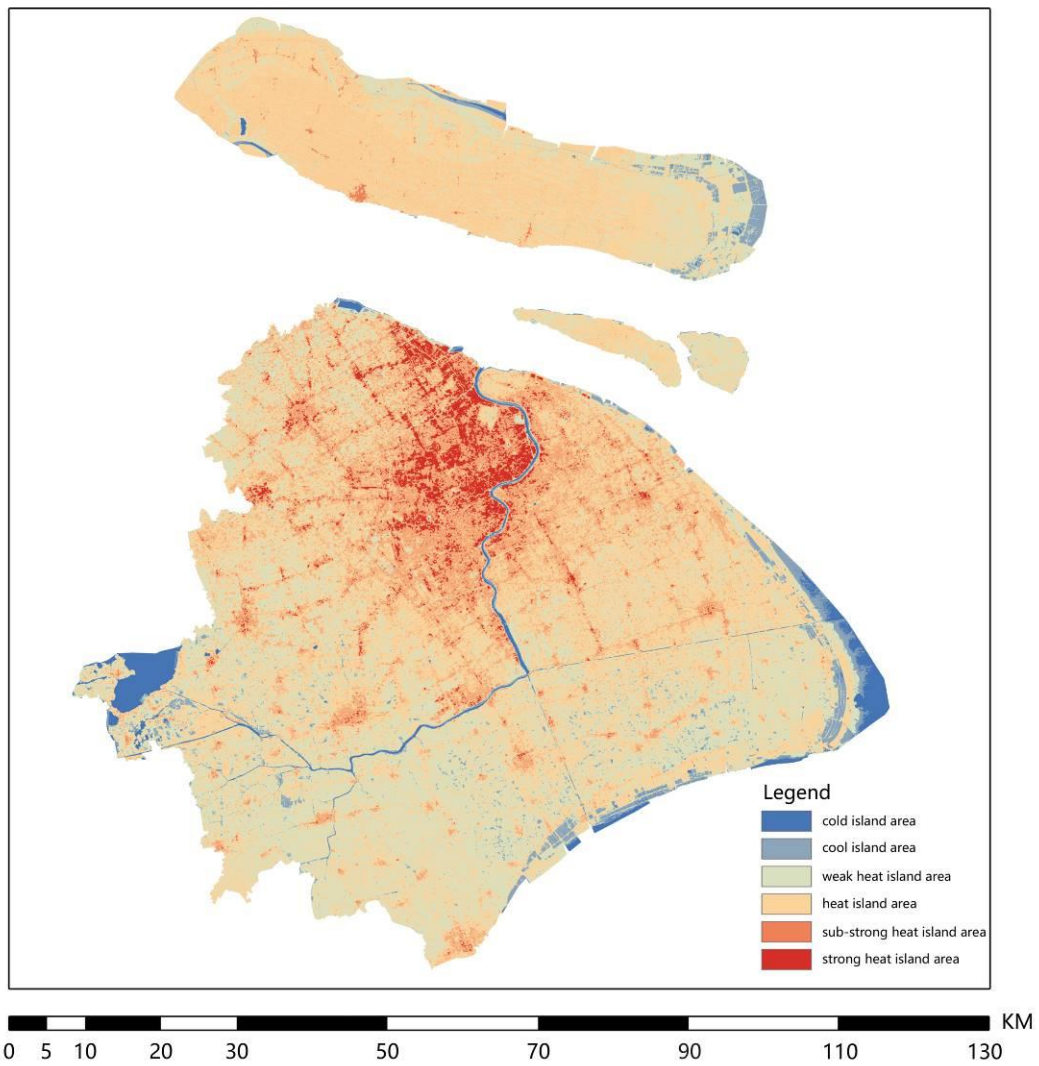 Legend
cold island area
cool island area
weak heat island area
heat island area
sub-strong heat island area
strong heat island area
KM
0 5 10 20 30 50 70 90 110 130